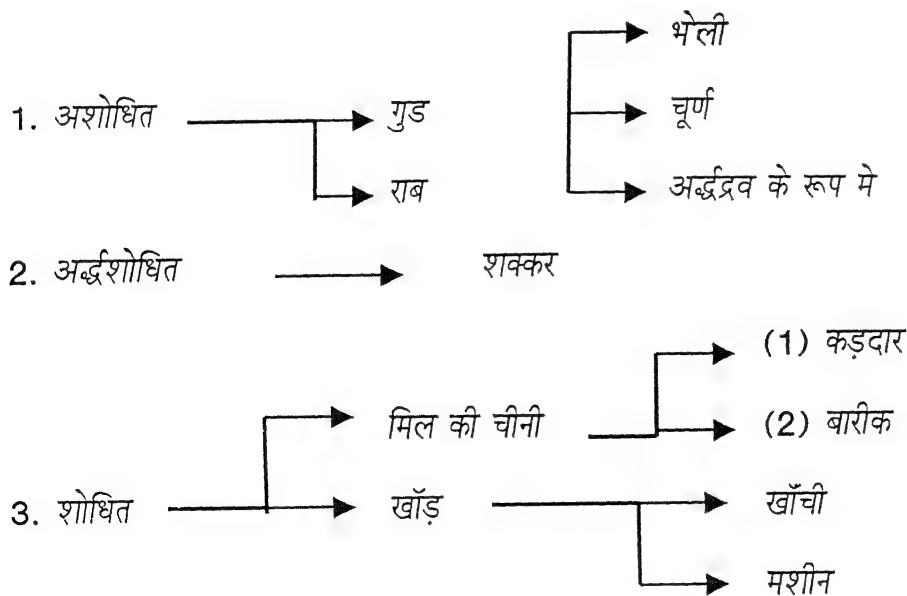 भेली
1. अशोधित गुड चूर्ण
राब अर्द्धद्रव के रूप मे
2. अर्द्धशोधित शक्कर
(1) कड़दार
मिल की चीनी (2) बारीक
3. शोधित खॉड़ खॉंची
मशीन